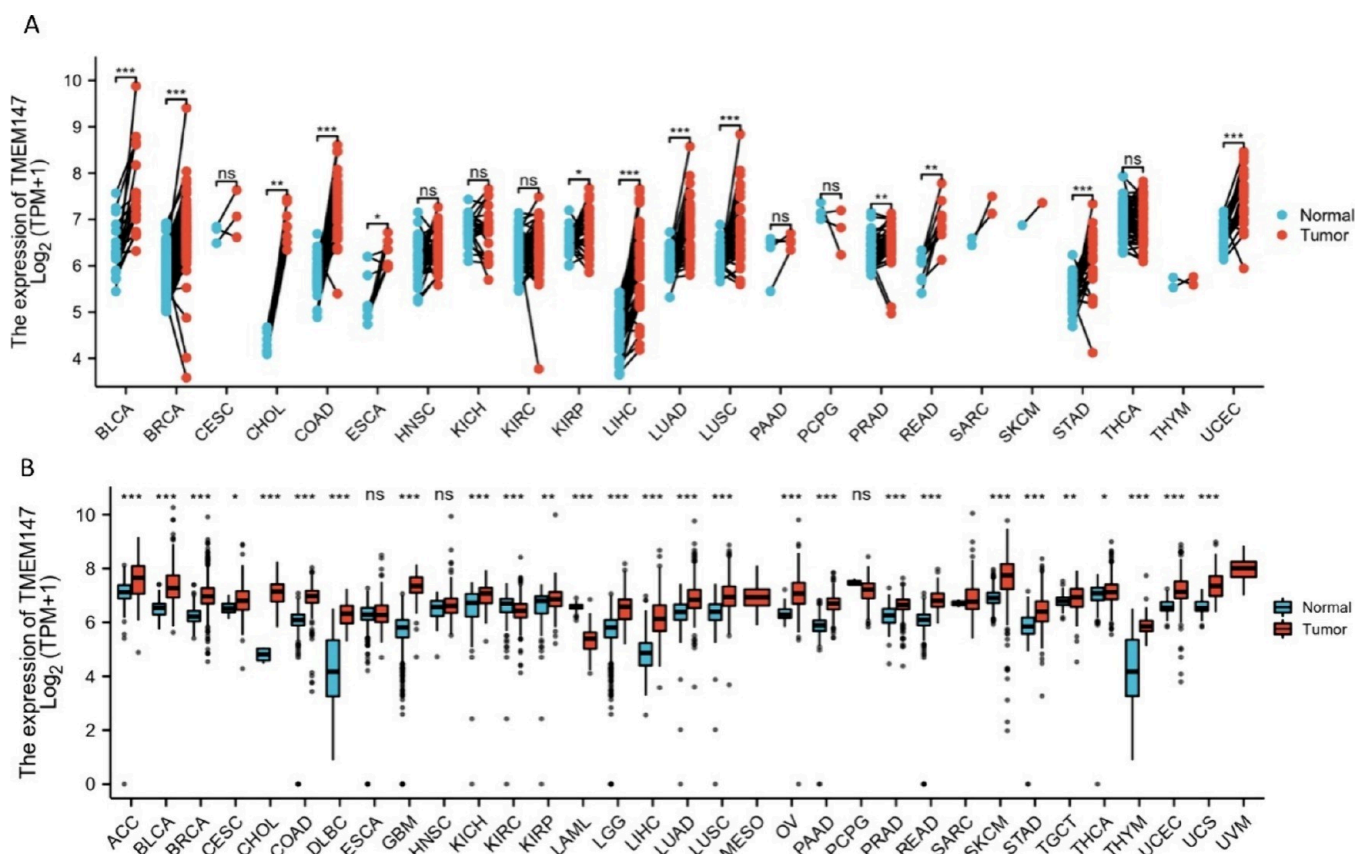 A
The expression of TMEM147
Log2 (TPM+1)
10
9
8
7
6
5
4
*** *** ns ** *** * ns ns ns * *** *** *** ns ns ** ** *** ns ***
Normal
Tumor
BLCA BRCA CESC CHOL COAD ESCA HNSC KICH KIRC KIRP LIHC LUAD LUSC PAAD PCPG PRAD READ SARC SKCM STAD THCA THYM UCEC
B
The expression of TMEM147
Log2 (TPM+1)
10
8
6
4
2
0
*** *** *** * *** *** *** ns *** ns *** *** ** *** *** *** *** *** *** *** ns *** *** *** *** ** * *** *** ***
Normal
Tumor
ACC BLCA BRCA CESC CHOL COAD DLBC ESCA GBM HNSC KICH KIRC KIRP LAML LGG LIHC LUAD LUSC MESO OV PAAD PCPG PRAD READ SARC SKCM STAD TGCT THCA THYM UCEC UCS UVM